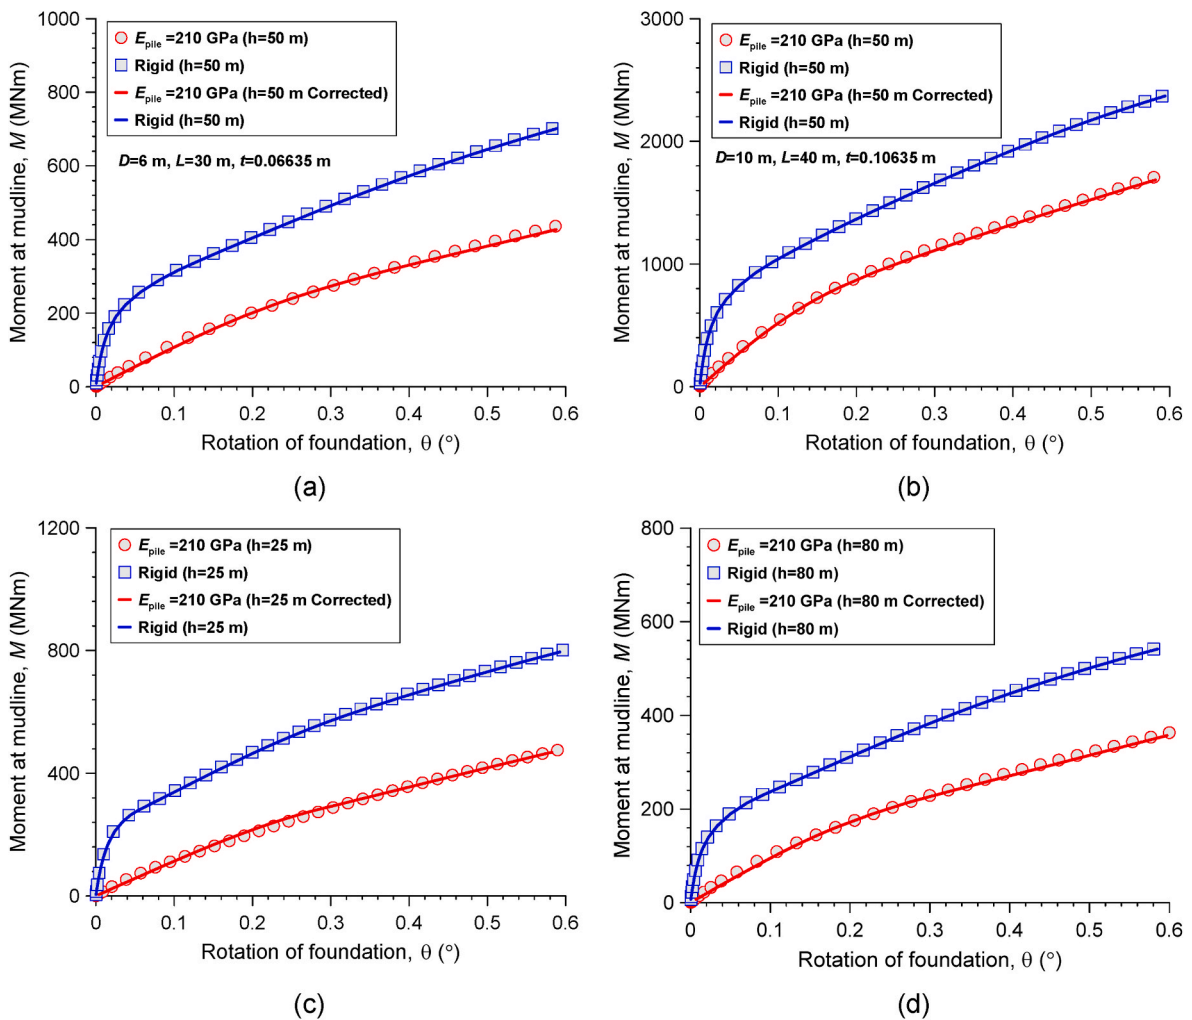 1000
800
600
400
200
0
Moment at mudline, M (MNm)
E_pile =210 GPa (h=50 m)
Rigid (h=50 m)
E_pile =210 GPa (h=50 m Corrected)
Rigid (h=50 m)
D=6 m, L=30 m, t=0.06635 m
0 0.1 0.2 0.3 0.4 0.5 0.6
Rotation of foundation, θ (°)
(a)
3000
2000
1000
0
Moment at mudline, M (MNm)
E_pile =210 GPa (h=50 m)
Rigid (h=50 m)
E_pile =210 GPa (h=50 m Corrected)
Rigid (h=50 m)
D=10 m, L=40 m, t=0.10635 m
0 0.1 0.2 0.3 0.4 0.5 0.6
Rotation of foundation, θ (°)
(b)
1200
800
400
0
Moment at mudline, M (MNm)
E_pile =210 GPa (h=25 m)
Rigid (h=25 m)
E_pile =210 GPa (h=25 m Corrected)
Rigid (h=25 m)
0 0.1 0.2 0.3 0.4 0.5 0.6
Rotation of foundation, θ (°)
(c)
800
600
400
200
0
Moment at mudline, M (MNm)
E_pile =210 GPa (h=80 m)
Rigid (h=80 m)
E_pile =210 GPa (h=80 m Corrected)
Rigid (h=80 m)
0 0.1 0.2 0.3 0.4 0.5 0.6
Rotation of foundation, θ (°)
(d)